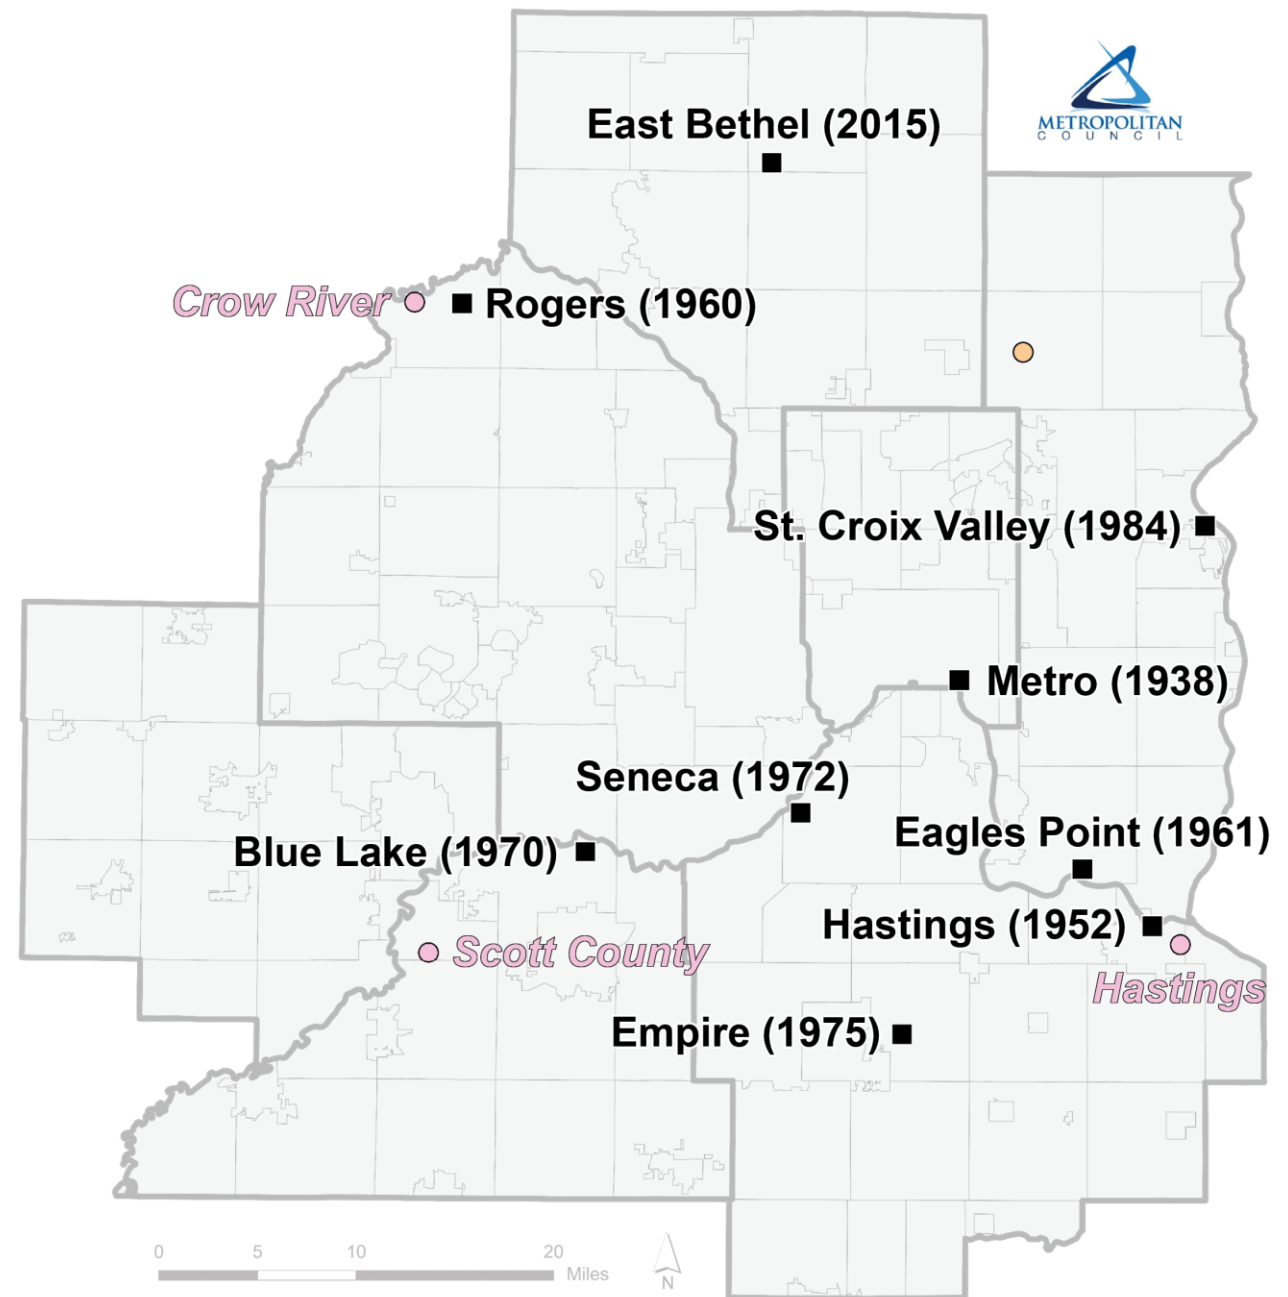 METROPOLITAN
COUNCIL
East Bethel (2015)
Crow River
Rogers (1960)
St. Croix Valley (1984)
Metro (1938)
Seneca (1972)
Eagles Point (1961)
Blue Lake (1970)
Hastings (1952)
Scott County
Hastings
Empire (1975)
0 5 10 20
Miles
N